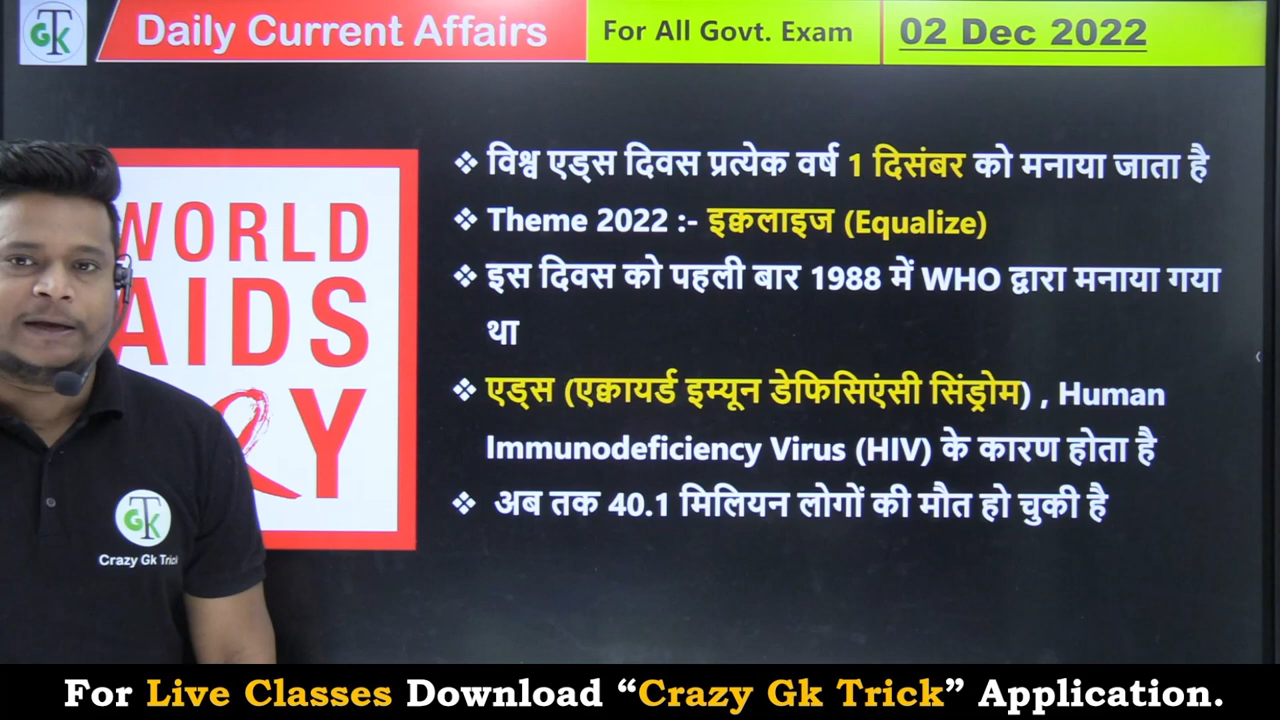 Daily Current Affairs
For All Govt. Exam
02 Dec 2022
❖ विश्व एड्स दिवस प्रत्येक वर्ष 1 दिसंबर को मनाया जाता है
❖ Theme 2022 :- इक्वलाइज (Equalize)
❖ इस दिवस को पहली बार 1988 में WHO द्वारा मनाया गया
था
❖ एड्स (एक्वायर्ड इम्यून डेफिसिएंसी सिंड्रोम) , Human
Immunodeficiency Virus (HIV) के कारण होता है
❖ अब तक 40.1 मिलियन लोगों की मौत हो चुकी है
WORLD
AIDS
Y
GTK
Crazy Gk Trick
For Live Classes Download “Crazy Gk Trick” Application.